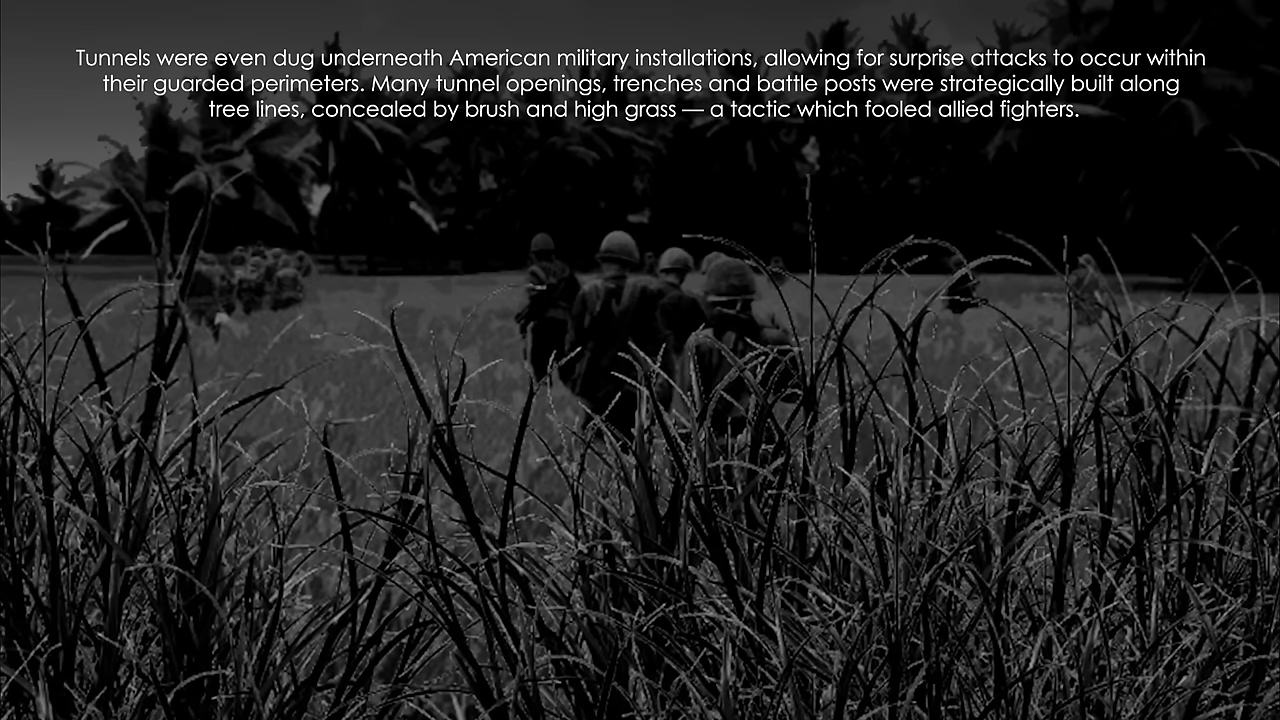 Tunnels were even dug underneath American military installations, allowing for surprise attacks to occur within
their guarded perimeters. Many tunnel openings, trenches and battle posts were strategically built along
tree lines, concealed by brush and high grass — a tactic which fooled allied fighters.